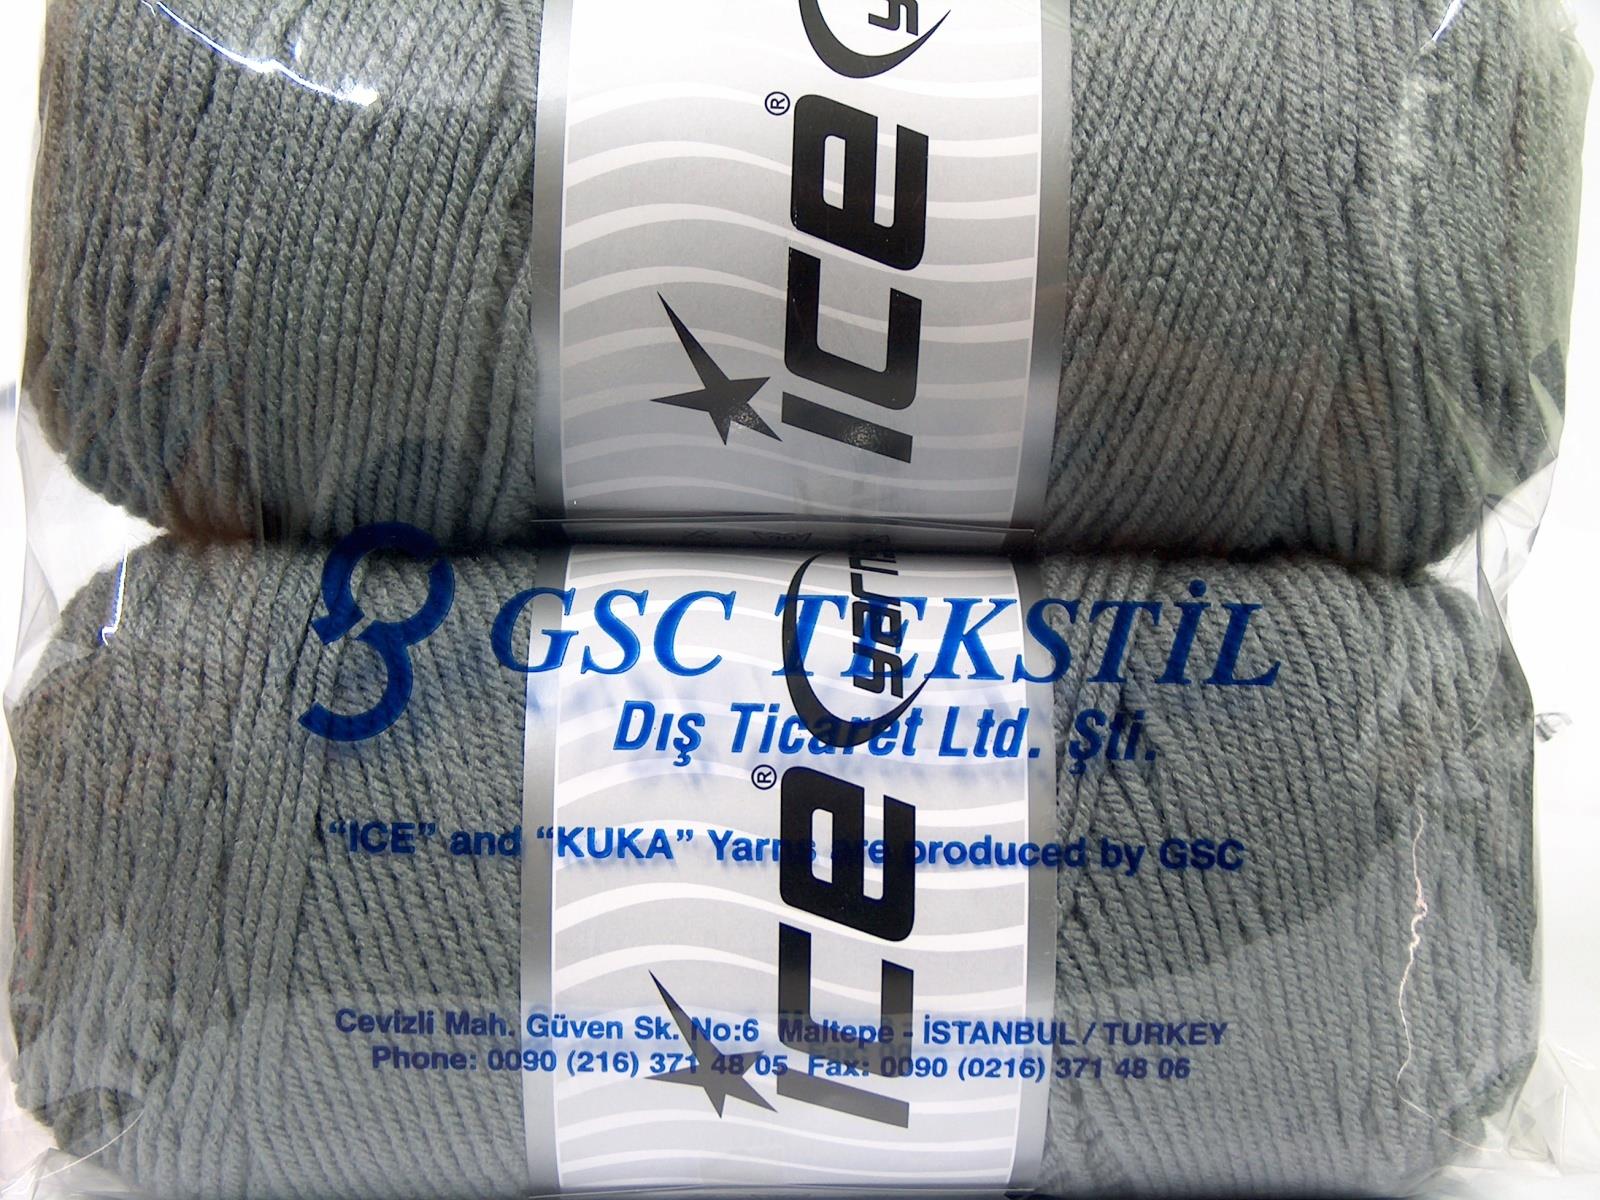 ICE yarns
®
GSC TEKSTİL
Dış Ticaret Ltd. Şti.
"ICE" and "KUKA" Yarns are produced by GSC
Cevizli Mah. Güven Sk. No:6 Maltepe - İSTANBUL / TURKEY
Phone: 0090 (216) 371 48 05 Fax: 0090 (0216) 371 48 06
ICE
®